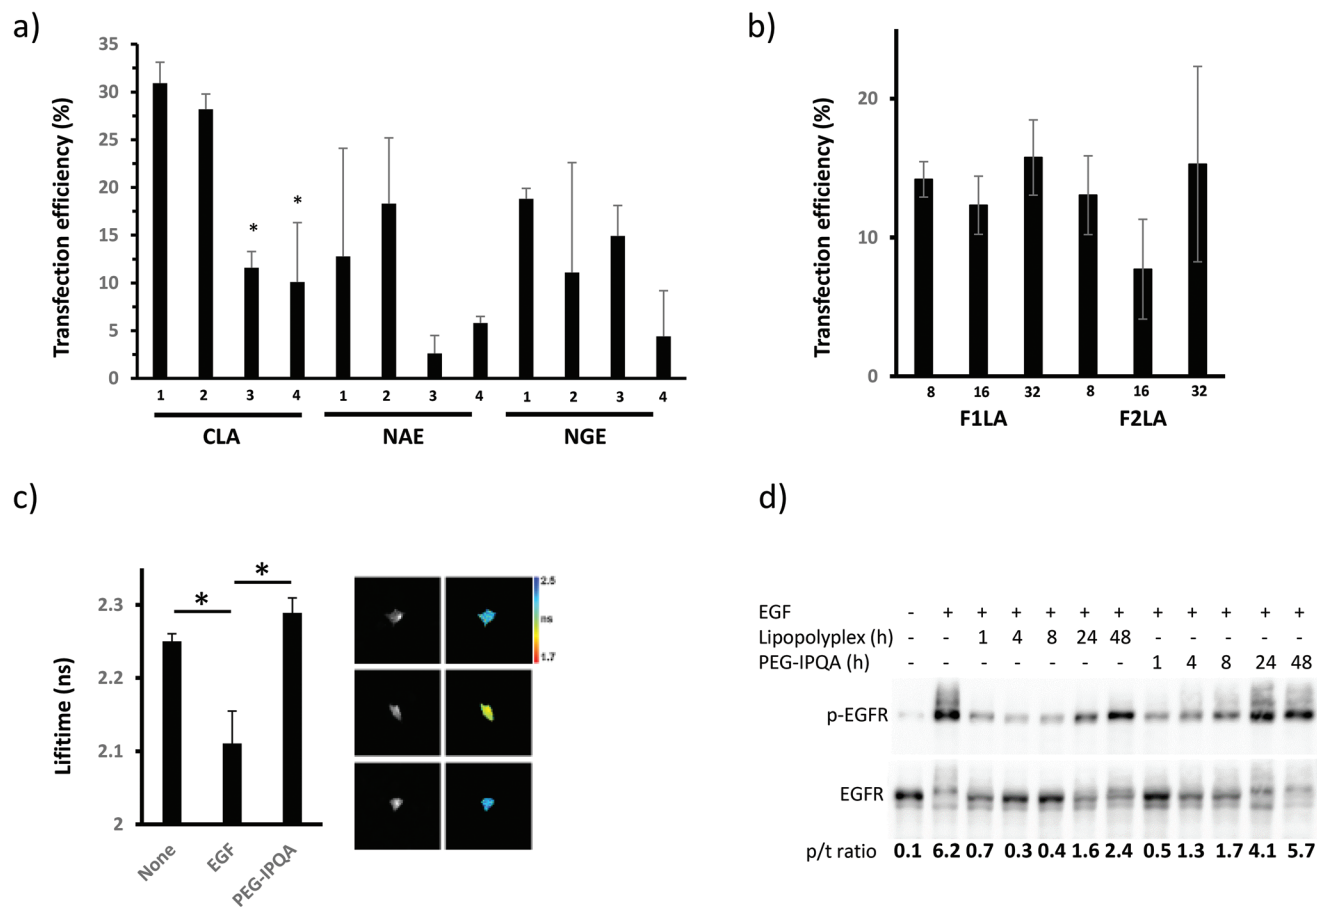 a)
35
30
25
20
15
10
5
0
Transfection efficiency (%)
*
*
1 2 3 4 1 2 3 4 1 2 3 4
CLA NAE NGE
b)
20
10
0
Transfection efficiency (%)
8 16 32 8 16 32
F1LA F2LA
c)
2.3
2.2
2.1
2
Lifitime (ns)
*
*
None EGF PEG-IPQA
2.5
ns
1.7
d)
EGF - + + + + + + + + + + +
Lipopolyplex (h) - - 1 4 8 24 48 - - - - -
PEG-IPQA (h) - - - - - - - 1 4 8 24 48
p-EGFR
EGFR
p/t ratio 0.1 6.2 0.7 0.3 0.4 1.6 2.4 0.5 1.3 1.7 4.1 5.7